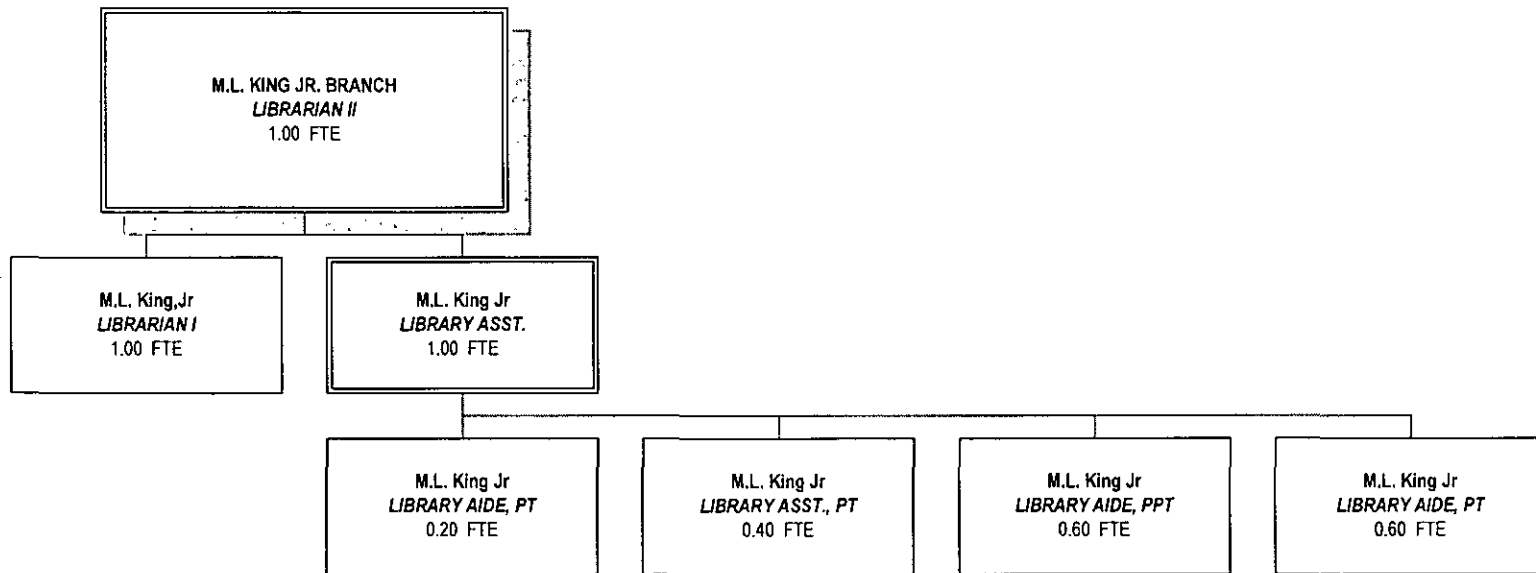 M.L. KING JR. BRANCH
LIBRARIAN II
1.00 FTE
M.L. King,Jr
LIBRARIAN I
1.00 FTE
M.L. King Jr
LIBRARY ASST.
1.00 FTE
M.L. King Jr
LIBRARY AIDE, PT
0.20 FTE
M.L. King Jr
LIBRARY ASST., PT
0.40 FTE
M.L. King Jr
LIBRARY AIDE, PPT
0.60 FTE
M.L. King Jr
LIBRARY AIDE, PT
0.60 FTE